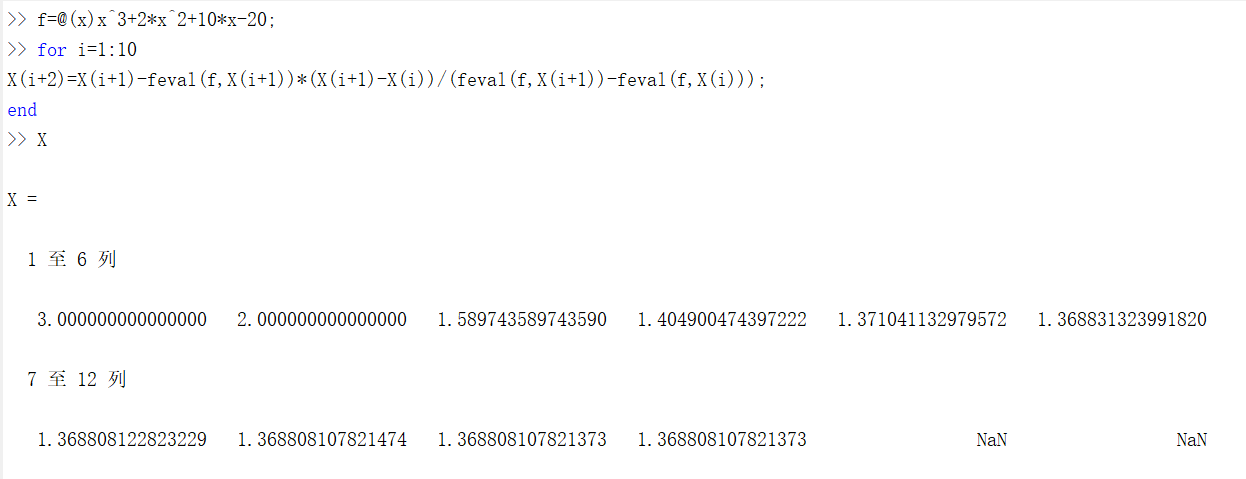 >> f=@(x)x^3+2*x^2+10*x-20;
>> for i=1:10
X(i+2)=X(i+1)-feval(f,X(i+1))*(X(i+1)-X(i))/(feval(f,X(i+1))-feval(f,X(i)));
end
>> X
X =
1 至 6 列
3.000000000000000 2.000000000000000 1.589743589743590 1.404900474397222 1.371041132979572 1.368831323991820
7 至 12 列
1.368808122823229 1.368808107821474 1.368808107821373 1.368808107821373 NaN NaN